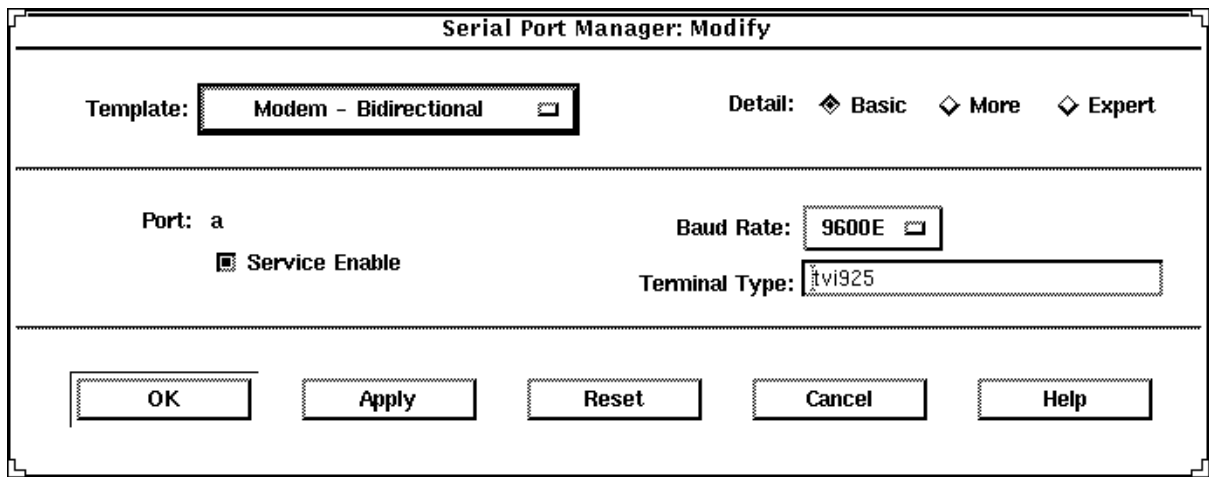 Serial Port Manager: Modify
Template: Modem - Bidirectional Detail: Basic More Expert
Port: a Baud Rate: 9600E
Service Enable
Terminal Type: tvi925
OK Apply Reset Cancel Help